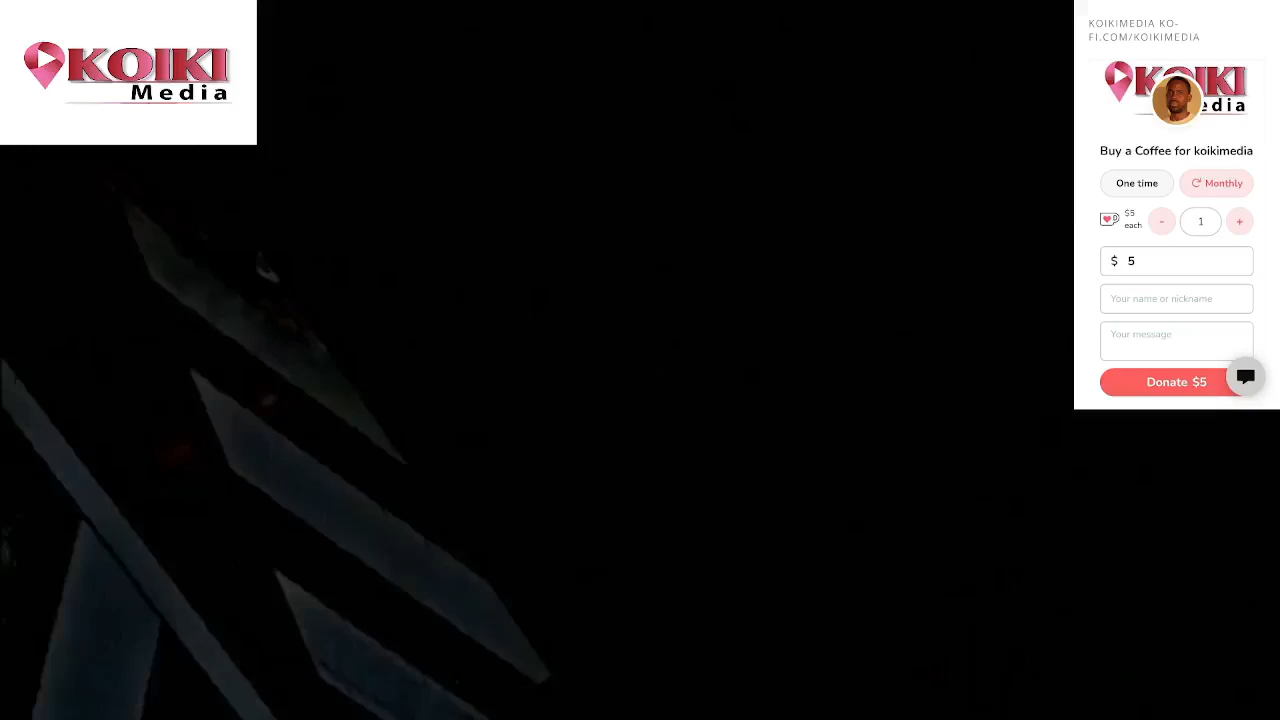 KOIKI
Media
KOIKIMEDIA KO-
FI.COM/KOIKIMEDIA
KOIKI
edia
Buy a Coffee for koikimedia
One time
Monthly
$5
each
-
1
+
$ 5
Your name or nickname
Your message
Donate $5